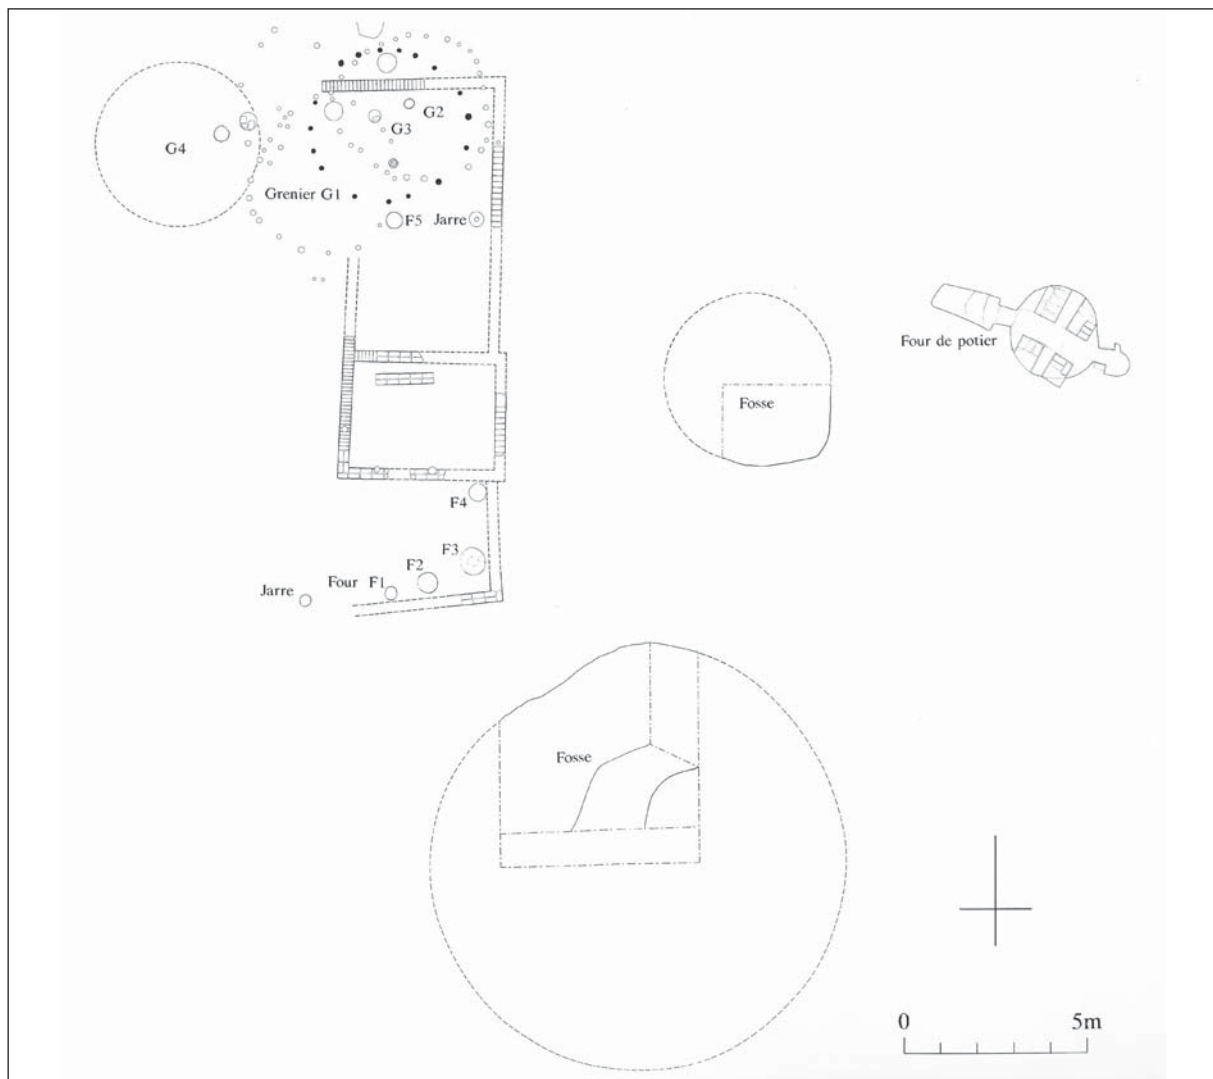 G2
G3
G4
Grenier G1
F5
Jarre
Four de potier
Fosse
F4
F3
F2
Four F1
Jarre
Fosse
0 5m